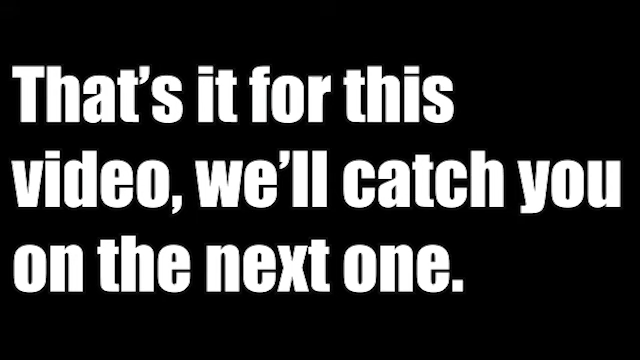 That’s it for this
video, we’ll catch you
on the next one.